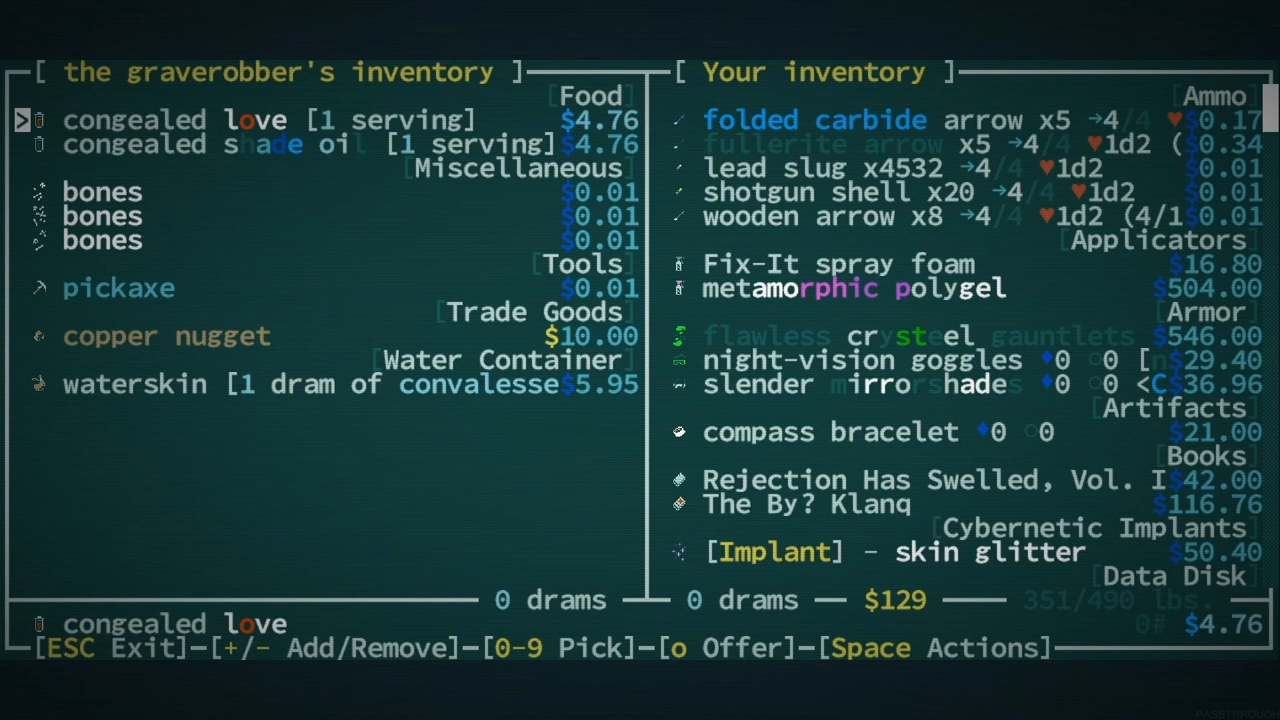 [ the graverobber's inventory ]
[Food]
> congealed love [1 serving] $4.76
congealed shade oil [1 serving] $4.76
[Miscellaneous]
bones $0.01
bones $0.01
bones $0.01
[Tools]
pickaxe $0.01
[Trade Goods]
copper nugget $10.00
[Water Container]
waterskin [1 dram of convalesse$5.95
0 drams
[ Your inventory ]
[Ammo]
folded carbide arrow x5 →4/4 ♥$0.17
fullerite arrow x5 →4/4 ♥1d2 ($0.34
lead slug x4532 →4/4 ♥1d2 $0.01
shotgun shell x20 →4/4 ♥1d2 $0.01
wooden arrow x8 →4/4 ♥1d2 (4/1$0.01
[Applicators]
Fix-It spray foam $16.80
metamorphic polygel $504.00
[Armor]
flawless crysteel gauntlets $546.00
night-vision goggles ♦0 ○0 [n$29.40
slender mirrorshades ♦0 ○0 <C$36.96
[Artifacts]
compass bracelet ♦0 ○0 $21.00
[Books]
Rejection Has Swelled, Vol. I$42.00
The By? Klanq $116.76
[Cybernetic Implants]
[Implant] - skin glitter $50.40
[Data Disk]
0 drams — $129 — 351/490 lbs.
congealed love 0# $4.76
[ESC Exit]-[+/- Add/Remove]-[0-9 Pick]-[o Offer]-[Space Actions]